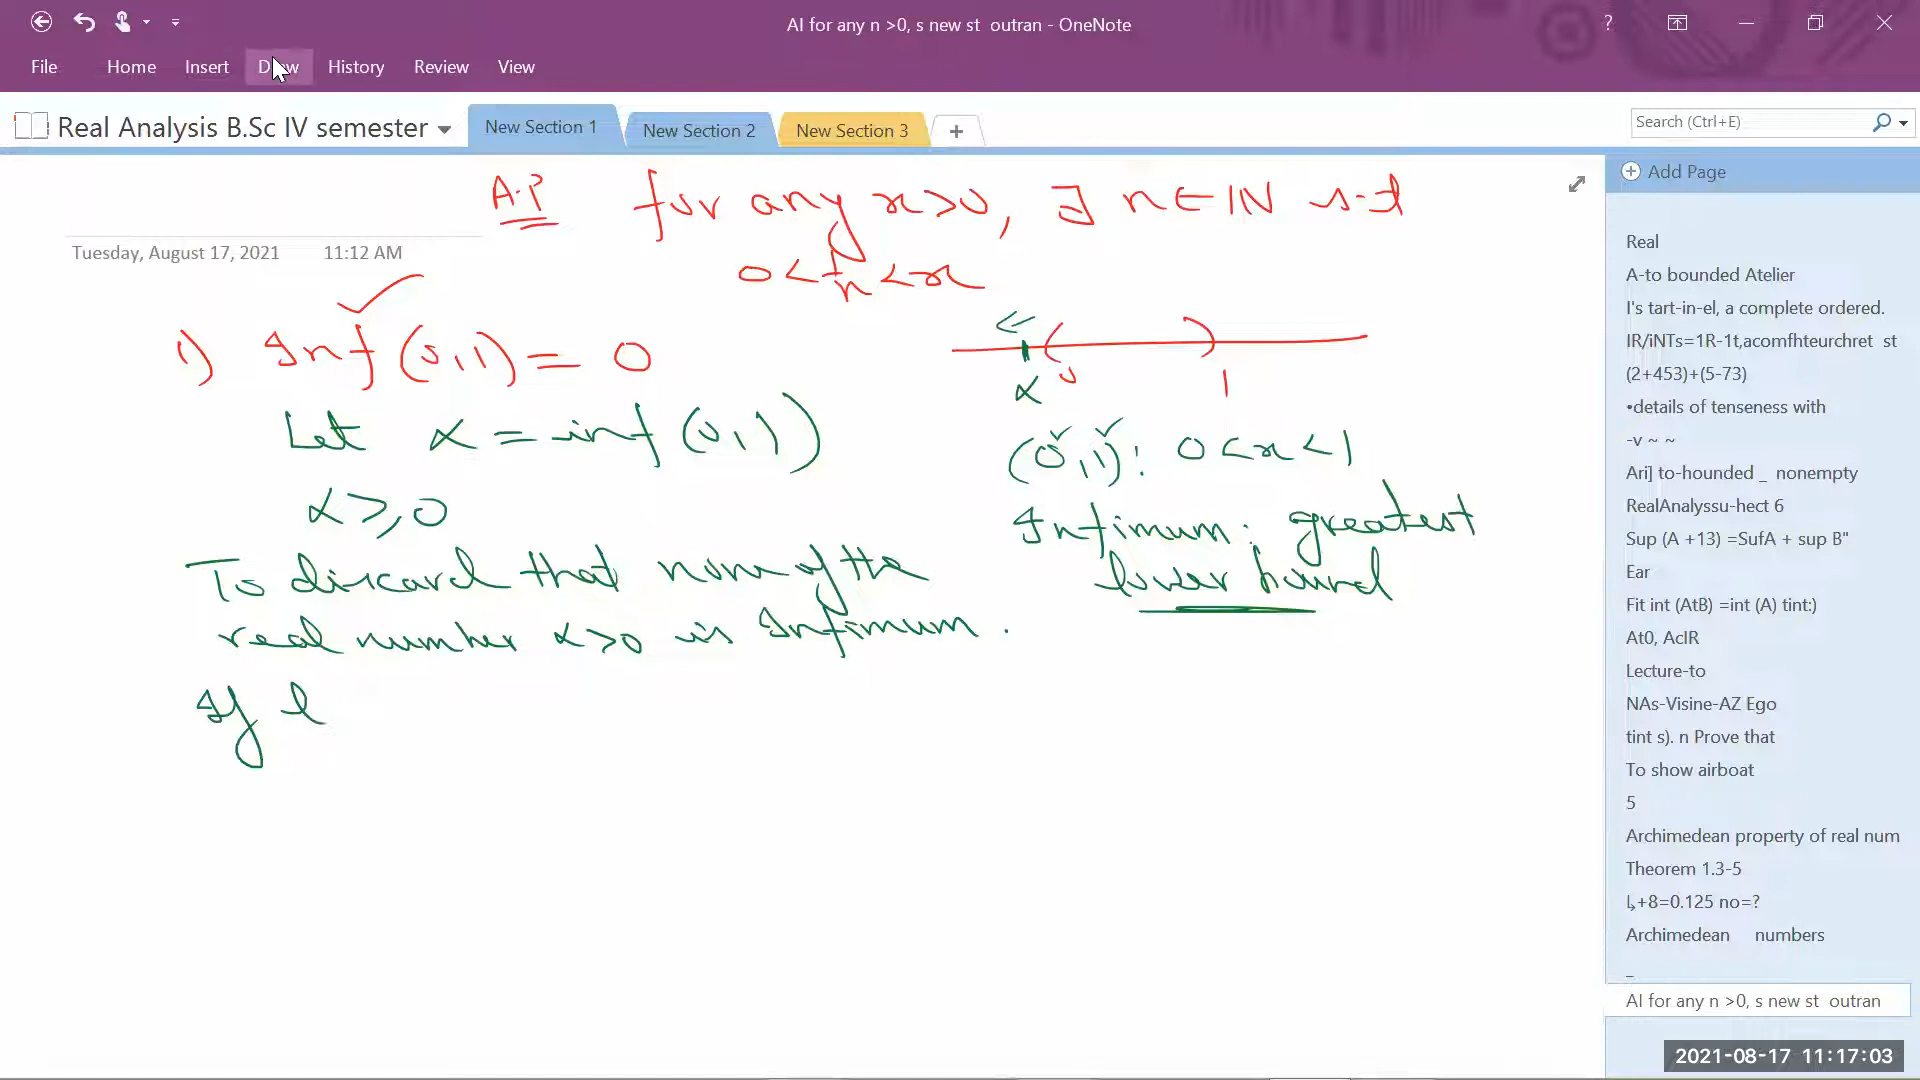 AI for any n >0, s new st outran - OneNote
?
File Home Insert Draw History Review View
Real Analysis B.Sc IV semester
New Section 1 New Section 2 New Section 3 +
Search (Ctrl+E)
Add Page
A.P for any x>0, ∃ n∈IN s.t
0<1/n<x
Tuesday, August 17, 2021 11:12 AM
1) Inf (0,1) = 0
0 1
α
Let α = inf (0,1)
(0,1): 0<x<1
α ≥, 0
Infimum: greatest
lower bound
To discard that none of the
real number α>0 is Infimum.
If l
Real
A-to bounded Atelier
I's tart-in-el, a complete ordered.
IR/iNTs=1R-1t,acomfhteurchret st
(2+453)+(5-73)
•details of tenseness with
-v ~ ~
Ari] to-hounded _ nonempty
RealAnalyssu-hect 6
Sup (A +13) =SufA + sup B"
Ear
Fit int (AtB) =int (A) tint:)
At0, AclR
Lecture-to
NAs-Visine-AZ Ego
tint s). n Prove that
To show airboat
5
Archimedean property of real num
Theorem 1.3-5
l,+8=0.125 no=?
Archimedean numbers
_
AI for any n >0, s new st outran
2021-08-17 11:17:03